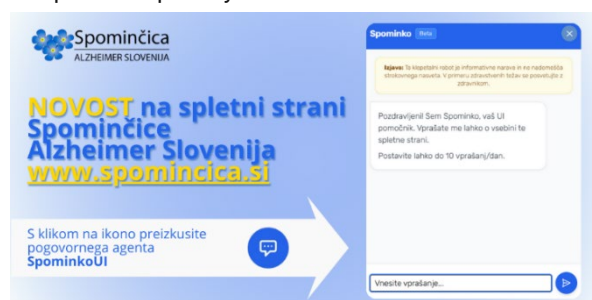 Spominčica
ALZHEIMER SLOVENIJA
NOVOST na spletni strani
Spominčice
Alzheimer Slovenija
www.spomincica.si
S klikom na ikono preizkusite
pogovornega agenta
SpominkoUI
Spominko Beta
Izjava: Ta klepetalni robot je informativne narave in ne nadomešča
strokovnega nasveta. V primeru zdravstvenih težav se posvetujte z
zdravnikom.
Pozdravljeni! Sem Spominko, vaš UI
pomočnik. Vprašate me lahko o vsebini te
spletne strani.
Postavite lahko do 10 vprašanj/dan.
Vnesite vprašanje...